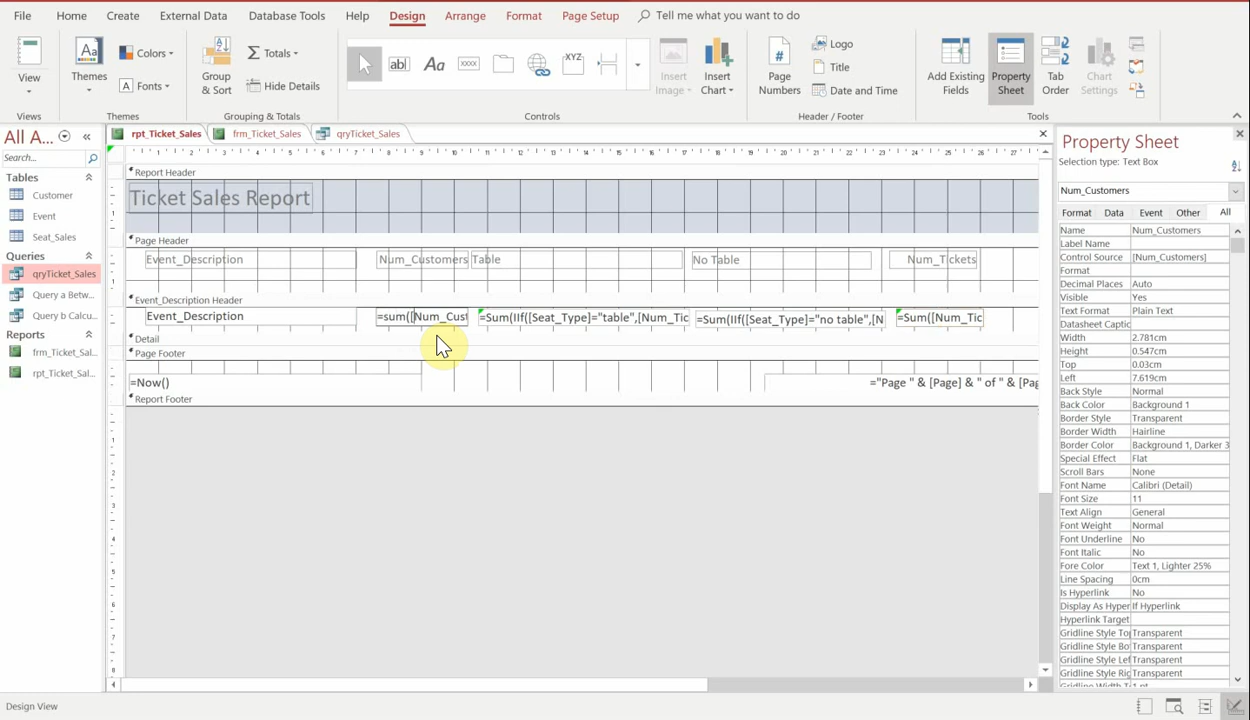 File Home Create External Data Database Tools Help Design Arrange Format Page Setup Tell me what you want to do
View
Views
Themes
Colors
Fonts
Themes
Group & Sort
Totals
Hide Details
Grouping & Totals
ab|
Aa
XXXX
XYZ
Controls
Insert Image
Insert Chart
Page Numbers
Logo
Title
Date and Time
Header / Footer
Add Existing Fields
Property Sheet
Tab Order
Chart Settings
Tools
All A...
Search...
Tables
Customer
Event
Seat_Sales
Queries
qryTicket_Sales
Query a Betw...
Query b Calcu...
Reports
frm_Ticket_Sal...
rpt_Ticket_Sal...
rpt_Ticket_Sales frm_Ticket_Sales qryTicket_Sales
Report Header
Ticket Sales Report
Page Header
Event_Description Num_Customers Table No Table Num_Tickets
Event_Description Header
Event_Description =sum([Num_Cust =Sum(IIf([Seat_Type]="table",[Num_Tic =Sum(IIf([Seat_Type]="no table",[N =Sum([Num_Tic
Detail
Page Footer
=Now() ="Page " & [Page] & " of " & [Pag
Report Footer
Property Sheet
Selection type: Text Box
Num_Customers
Format Data Event Other All
Name Num_Customers
Label Name
Control Source [Num_Customers]
Format
Decimal Places Auto
Visible Yes
Text Format Plain Text
Datasheet Captic
Width 2.781cm
Height 0.547cm
Top 0.03cm
Left 7.619cm
Back Style Normal
Back Color Background 1
Border Style Transparent
Border Width Hairline
Border Color Background 1, Darker 3
Special Effect Flat
Scroll Bars None
Font Name Calibri (Detail)
Font Size 11
Text Align General
Font Weight Normal
Font Underline No
Font Italic No
Fore Color Text 1, Lighter 25%
Line Spacing 0cm
Is Hyperlink No
Display As Hyper If Hyperlink
Hyperlink Target
Gridline Style To Transparent
Gridline Style Bo Transparent
Gridline Style Lef Transparent
Gridline Style Rig Transparent
Design View